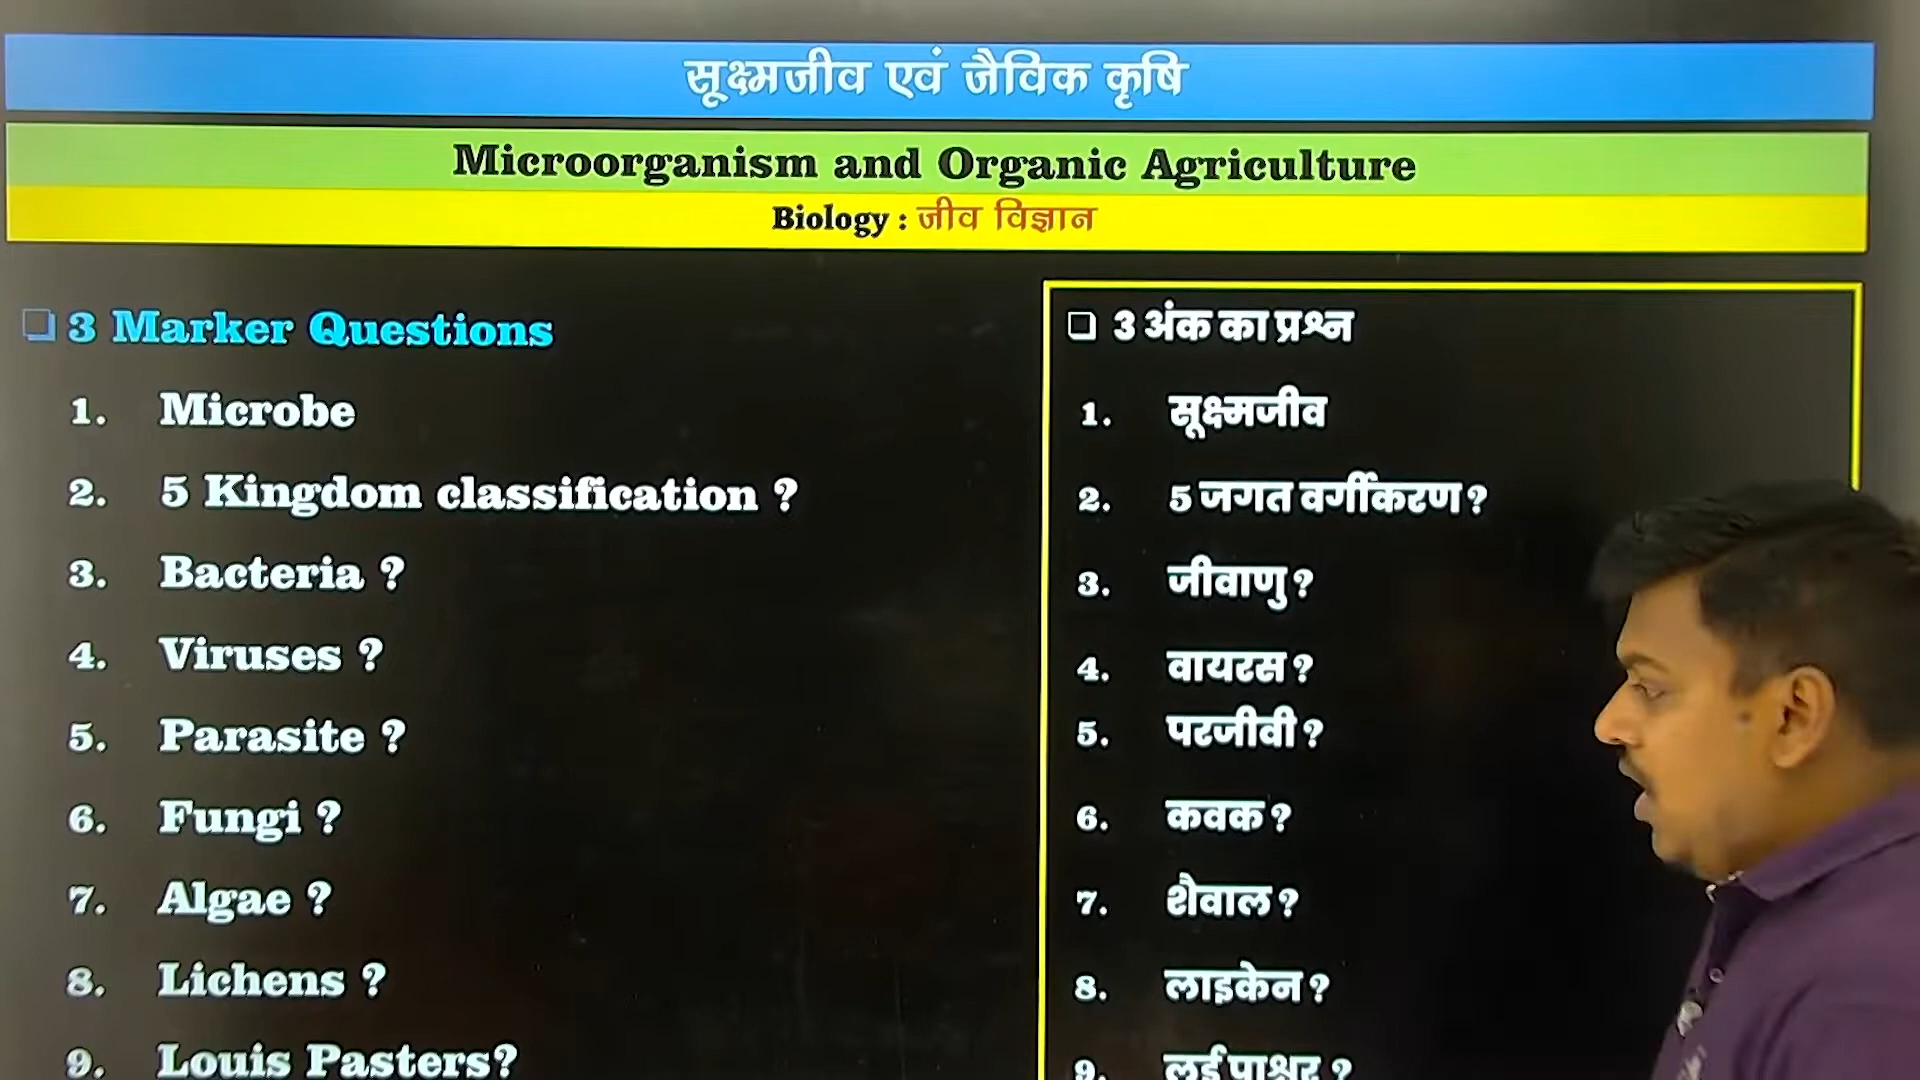 सूक्ष्मजीव एवं जैविक कृषि
Microorganism and Organic Agriculture
Biology : जीव विज्ञान
3 Marker Questions
1. Microbe
2. 5 Kingdom classification ?
3. Bacteria ?
4. Viruses ?
5. Parasite ?
6. Fungi ?
7. Algae ?
8. Lichens ?
9. Louis Pasters?
3 अंक का प्रश्न
1. सूक्ष्मजीव
2. 5 जगत वर्गीकरण ?
3. जीवाणु ?
4. वायरस ?
5. परजीवी ?
6. कवक ?
7. शैवाल ?
8. लाइकेन ?
9. लुई पाश्चर ?